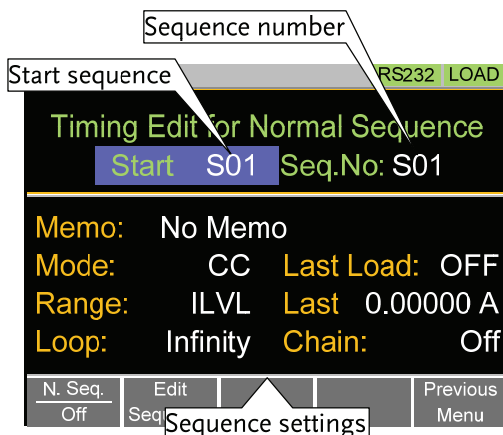 Sequence number
Start sequence
RS232 LOAD
Timing Edit for Normal Sequence
Start S01 Seq.No: S01
Memo: No Memo
Mode: CC Last Load: OFF
Range: ILVL Last 0.00000 A
Loop: Infinity Chain: Off
N. Seq. Edit Previous
Off Menu
Sequence settings